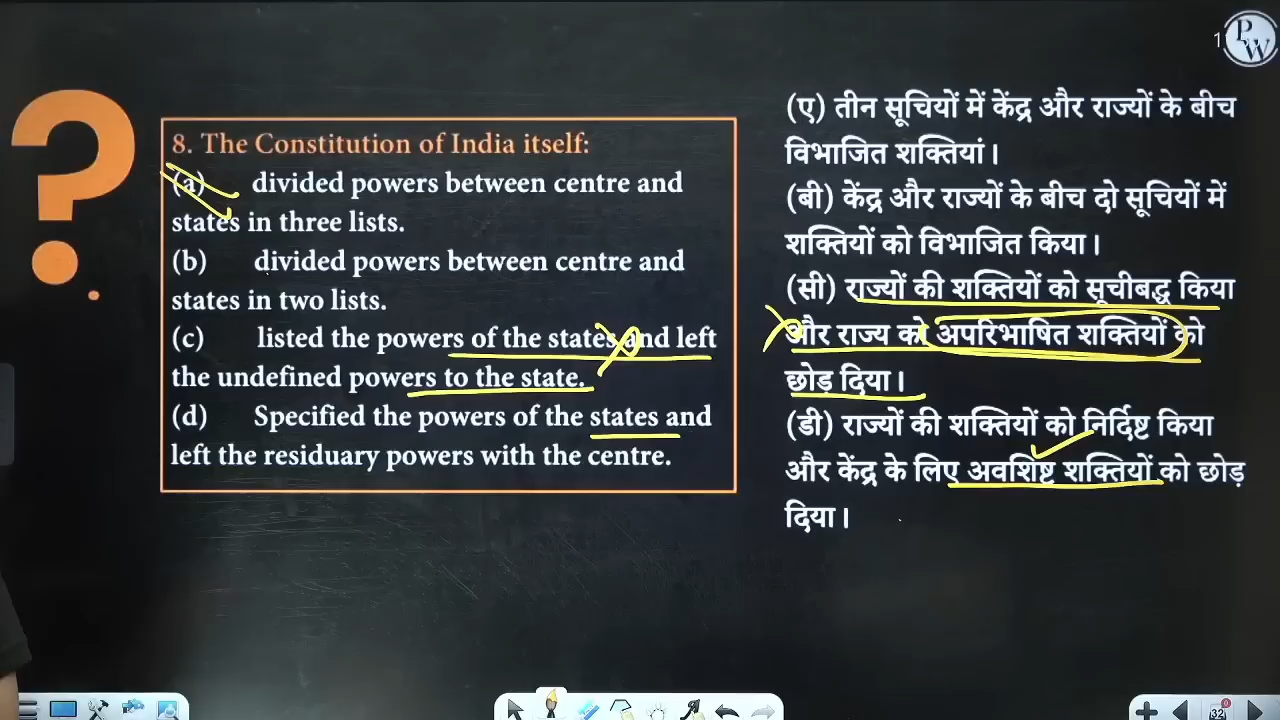 PW
1
8. The Constitution of India itself:
(a) divided powers between centre and
states in three lists.
(b) divided powers between centre and
states in two lists.
(c) listed the powers of the states and left
the undefined powers to the state.
(d) Specified the powers of the states and
left the residuary powers with the centre.
(ए) तीन सूचियों में केंद्र और राज्यों के बीच
विभाजित शक्तियां।
(बी) केंद्र और राज्यों के बीच दो सूचियों में
शक्तियों को विभाजित किया।
(सी) राज्यों की शक्तियों को सूचीबद्ध किया
और राज्य को अपरिभाषित शक्तियों को
छोड़ दिया।
(डी) राज्यों की शक्तियों को निर्दिष्ट किया
और केंद्र के लिए अवशिष्ट शक्तियों को छोड़
दिया।
32